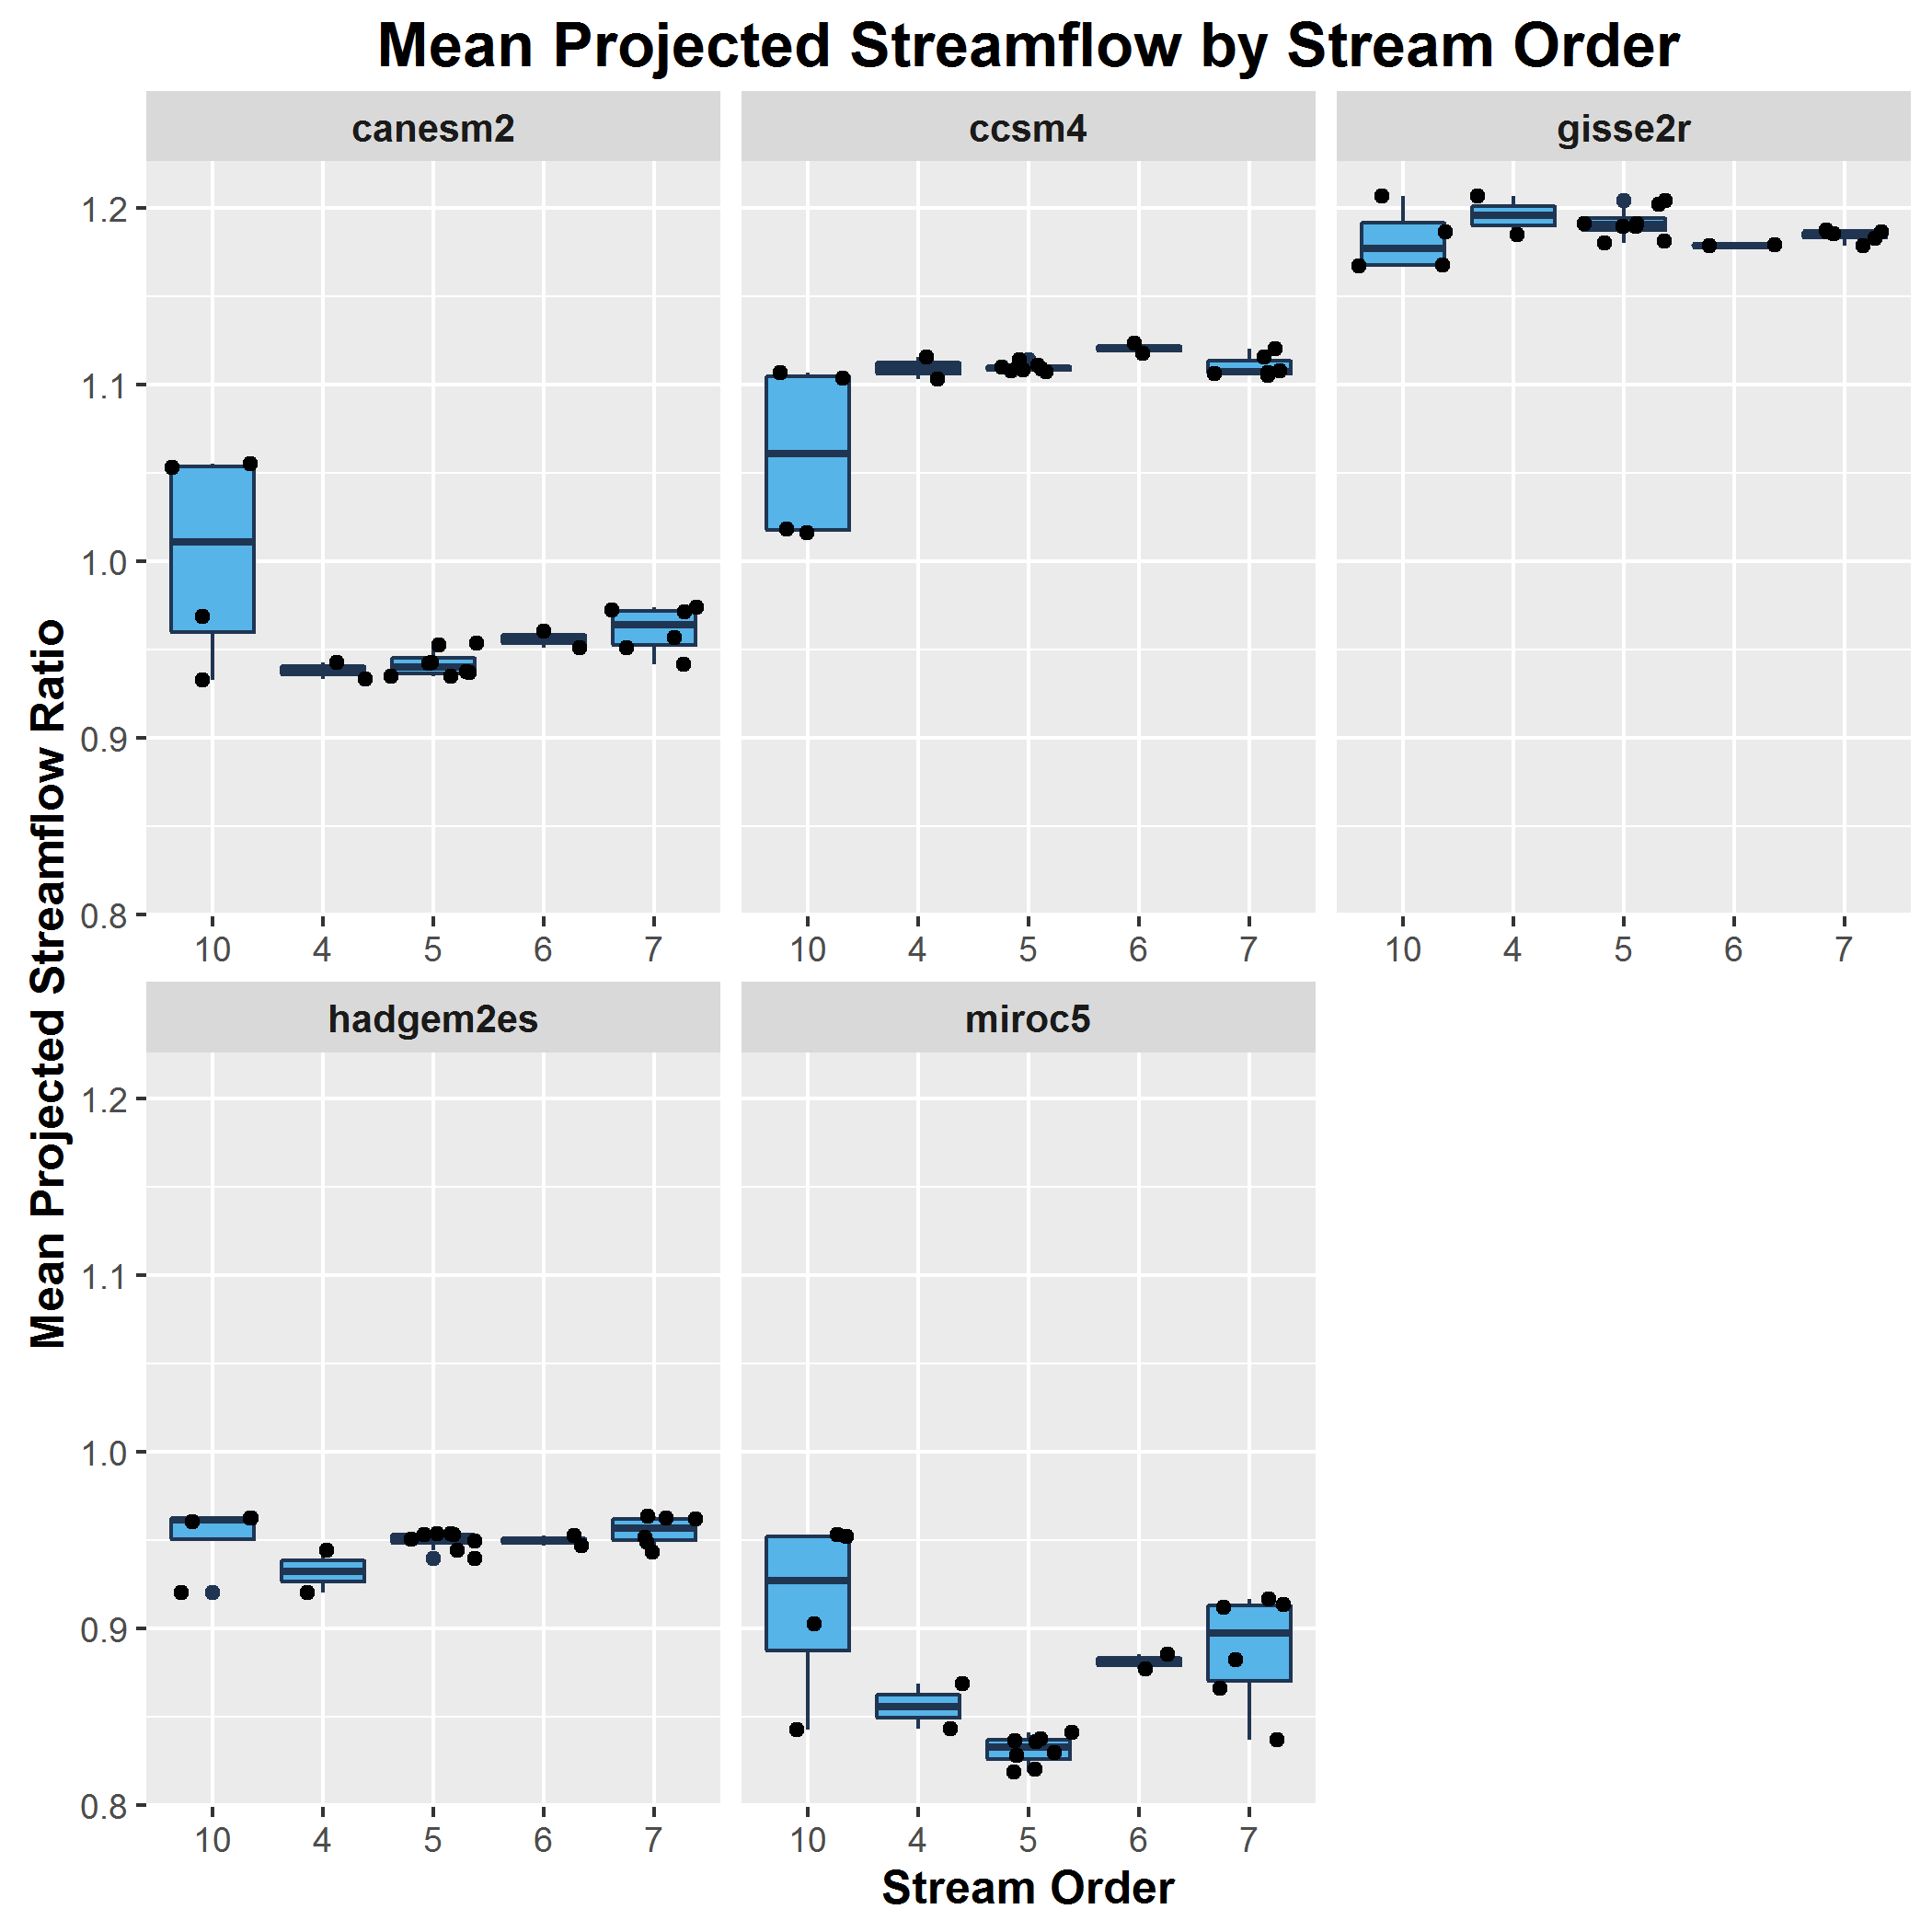 Mean Projected Streamflow by Stream Order
canesm2 ccsm4 gisse2r
1.2
1.1
1.0
0.9
0.8
10 4 5 6 7 10 4 5 6 7 10 4 5 6 7
Mean Projected Streamflow Ratio
hadgem2es miroc5
1.2
1.1
1.0
0.9
0.8
10 4 5 6 7 10 4 5 6 7
Stream Order